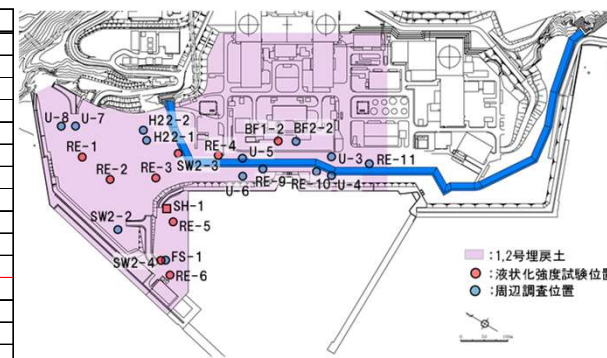 H22-2
U-8 U-7
BF1-2 BF2-2
H22-1
RE-4
U-5
U-3
RE-11
RE-1
SW2-3
RE-2
RE-3
RE-9
RE-10
U-4
U-6
SH-1
SW2-2
RE-5
FS-1
SW2-4
RE-6
:1,2号埋戻土
:液状化強度試験位置
:周辺調査位置